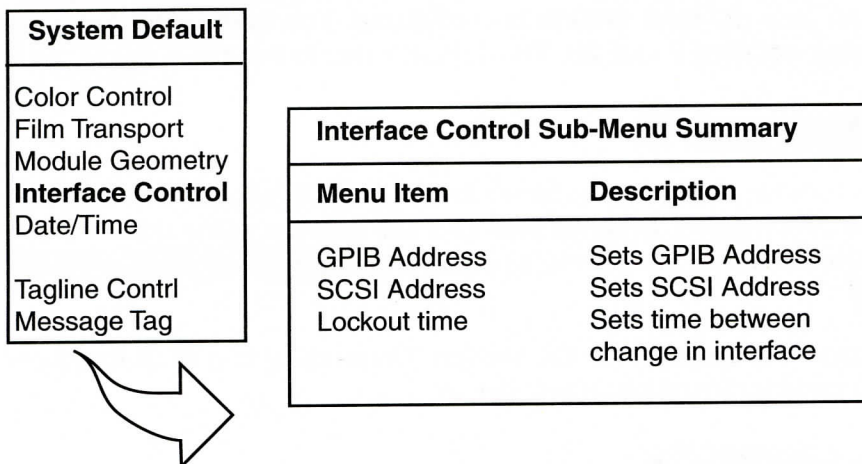 System Default
Color Control
Film Transport
Module Geometry
Interface Control
Date/Time
Tagline Contrl
Message Tag
Interface Control Sub-Menu Summary
Menu Item Description
GPIB Address Sets GPIB Address
SCSI Address Sets SCSI Address
Lockout time Sets time between
change in interface